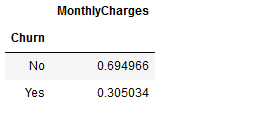 MonthlyCharges
Churn
No 0.694966
Yes 0.305034